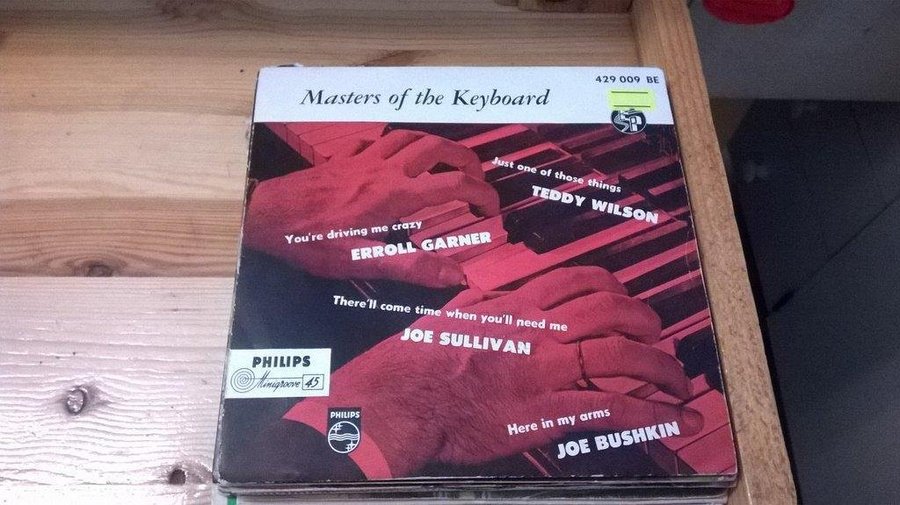 429 009 BE
Masters of the Keyboard
SP
Just one of those things
TEDDY WILSON
You're driving me crazy
ERROLL GARNER
There'll come time when you'll need me
JOE SULLIVAN
PHILIPS
Minigroove 45
PHILIPS
Here in my arms
JOE BUSHKIN